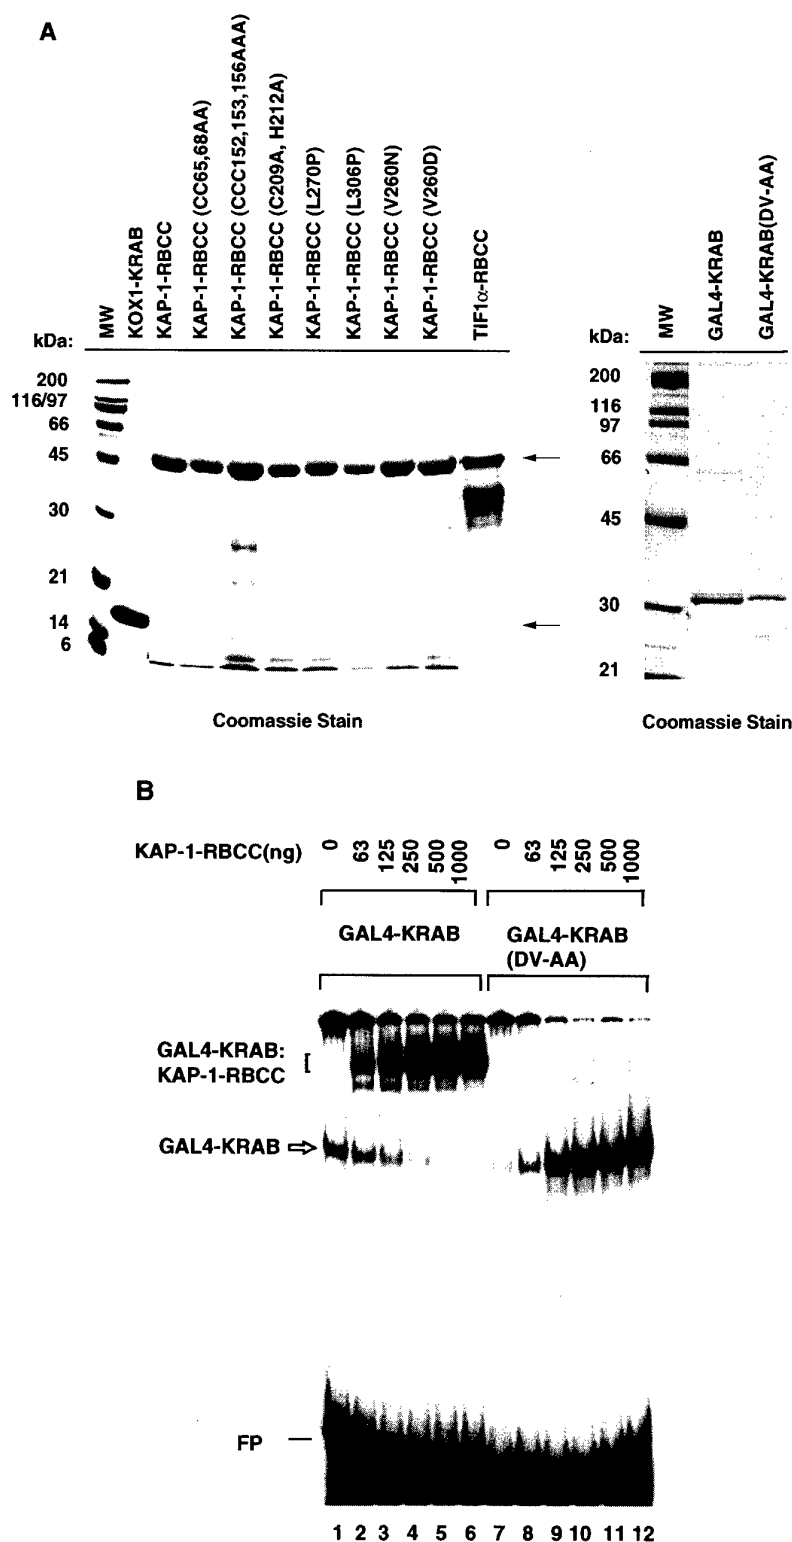 A
MW
KOX1-KRAB
KAP-1-RBCC
KAP-1-RBCC (CC65,68AA)
KAP-1-RBCC (CCC152,153,156AAA)
KAP-1-RBCC (C209A, H212A)
KAP-1-RBCC (L270P)
KAP-1-RBCC (L306P)
KAP-1-RBCC (V260N)
KAP-1-RBCC (V260D)
TIF1α-RBCC
kDa:
200
116/97
66
45
30
21
14
6
Coomassie Stain
MW
GAL4-KRAB
GAL4-KRAB(DV-AA)
kDa:
200
116
97
66
45
30
21
Coomassie Stain
B
KAP-1-RBCC(ng) 0 63 125 250 500 1000 0 63 125 250 500 1000
GAL4-KRAB
GAL4-KRAB
(DV-AA)
GAL4-KRAB:
KAP-1-RBCC
GAL4-KRAB
FP
1 2 3 4 5 6 7 8 9 10 11 12